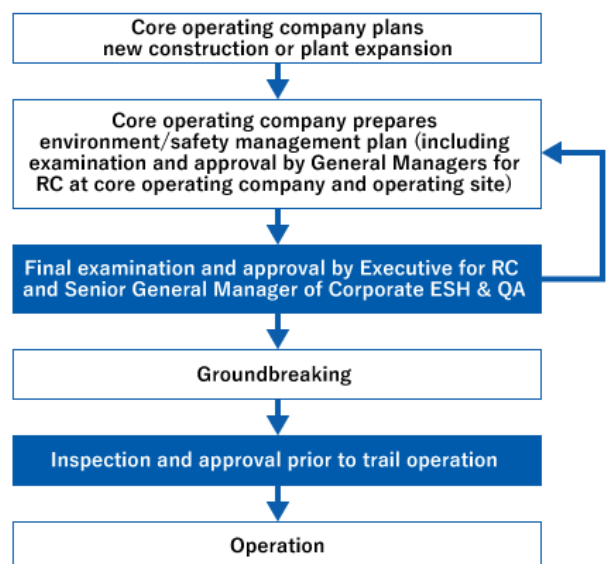 Core operating company plans
new construction or plant expansion
Core operating company prepares
environment/safety management plan (including
examination and approval by General Managers for
RC at core operating company and operating site)
Final examination and approval by Executive for RC
and Senior General Manager of Corporate ESH & QA
Groundbreaking
Inspection and approval prior to trail operation
Operation